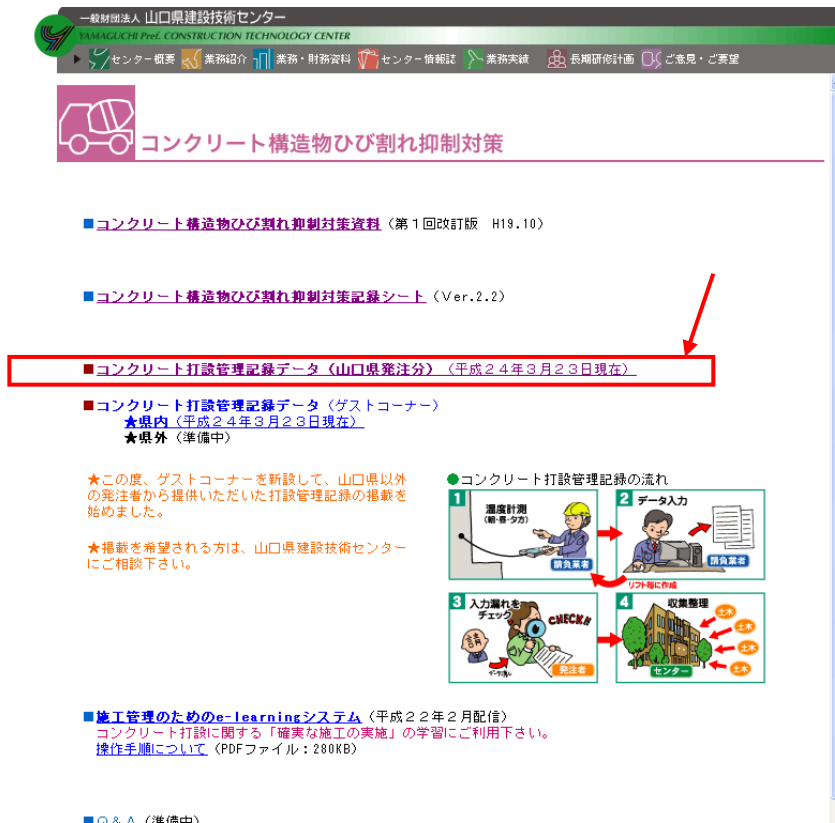 一般財団法人 山口県建設技術センター
YAMAGUCHI Pref. CONSTRUCTION TECHNOLOGY CENTER
センター概要 業務紹介 業務・財務資料 センター情報誌 業務実績 長期研修計画 ご意見・ご要望
コンクリート構造物ひび割れ抑制対策
■コンクリート構造物ひび割れ抑制対策資料（第１回改訂版 H19.10）
■コンクリート構造物ひび割れ抑制対策記録シート（Ver.2.2）
■コンクリート打設管理記録データ（山口県発注分）（平成２４年３月２３日現在）
■コンクリート打設管理記録データ（ゲストコーナー）
★県内（平成２４年３月２３日現在）
★県外（準備中）
★この度、ゲストコーナーを新設して、山口県以外
の発注者から提供いただいた打設管理記録の掲載を
始めました。
★掲載を希望される方は、山口県建設技術センター
にご相談下さい。
●コンクリート打設管理記録の流れ
1
温度計測
（朝・昼・夕方）
請負業者
2 データ入力
請負業者
リフト毎に作成
3 入力漏れを
チェック
CHECK!!
請
発注者
4 収集整理
土木
土木
土木
土木
センター
■施工管理のためのe-learningシステム（平成２２年２月配信）
コンクリート打設に関する「確実な施工の実施」の学習にご利用下さい。
操作手順について（PDFファイル：280KB）
■Ｑ＆Ａ（準備中）